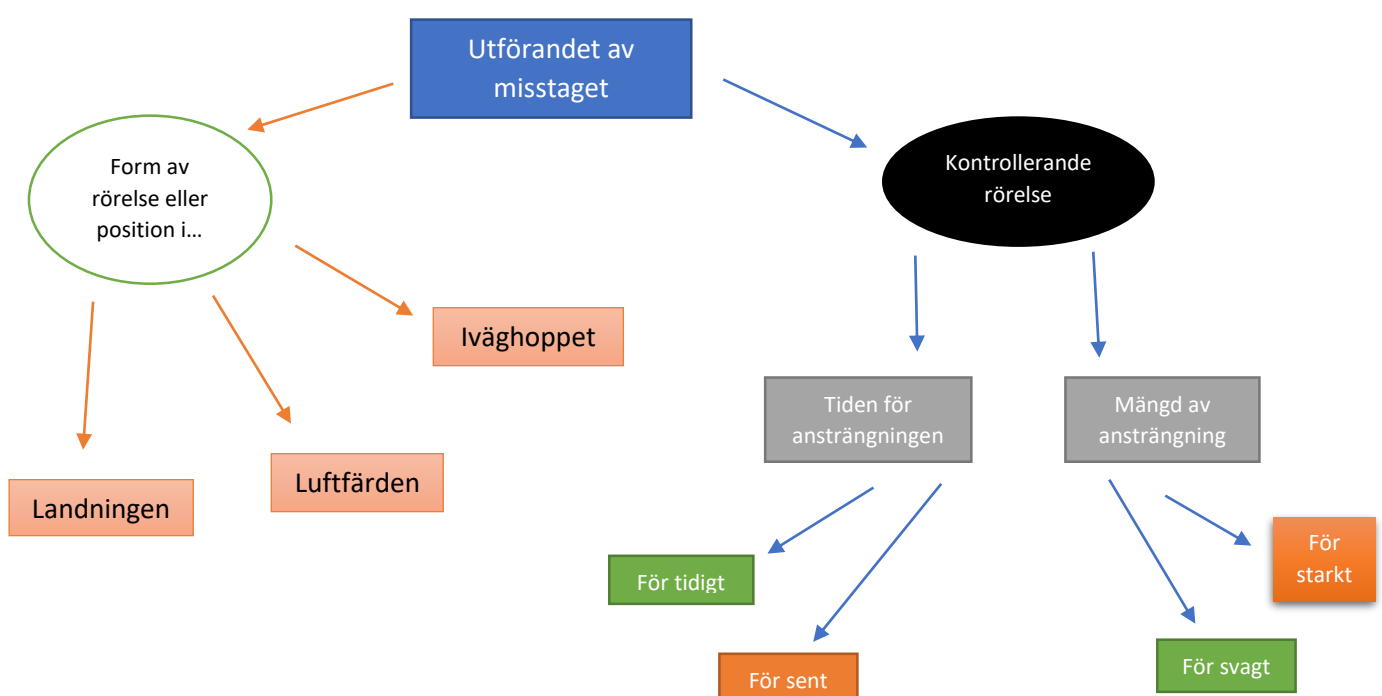 Utförandet av
misstaget
Form av
rörelse eller
position i…
Kontrollerande
rörelse
Iväghoppet
Luftfärden
Landningen
Tiden för
ansträngningen
Mängd av
ansträngning
För tidigt
För sent
För
starkt
För svagt